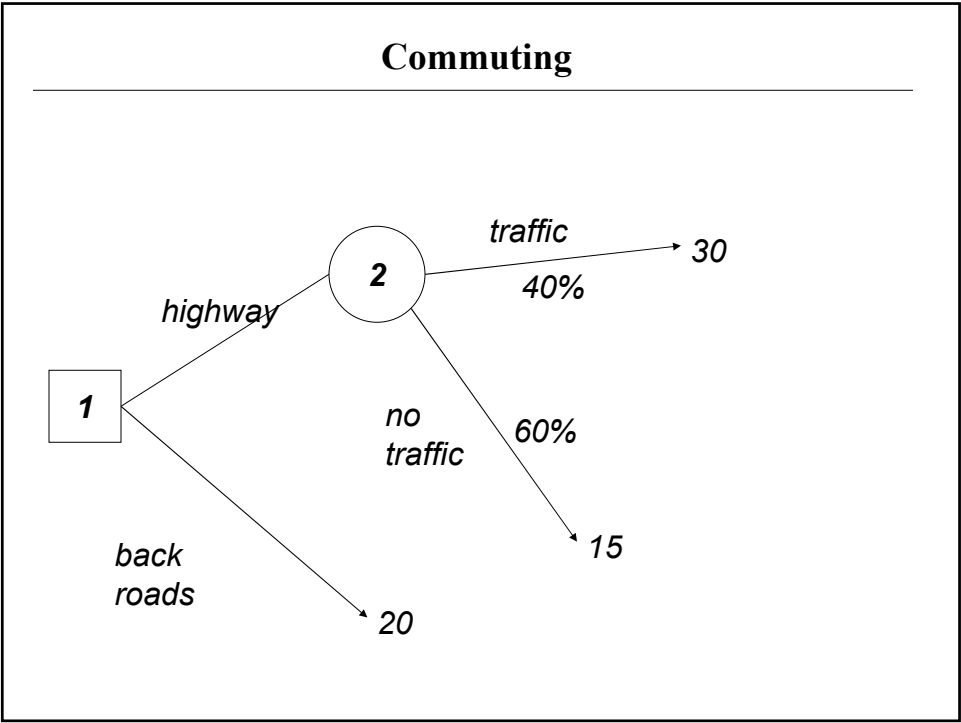 Commuting
traffic
30
2
40%
highway
1
no
traffic
60%
15
back
roads
20